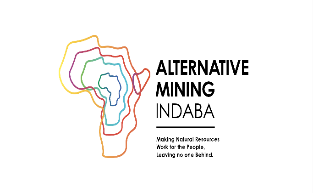 ALTERNATIVE
MINING
INDABA
Making Natural Resources
Work for the People.
Leaving no one Behind.